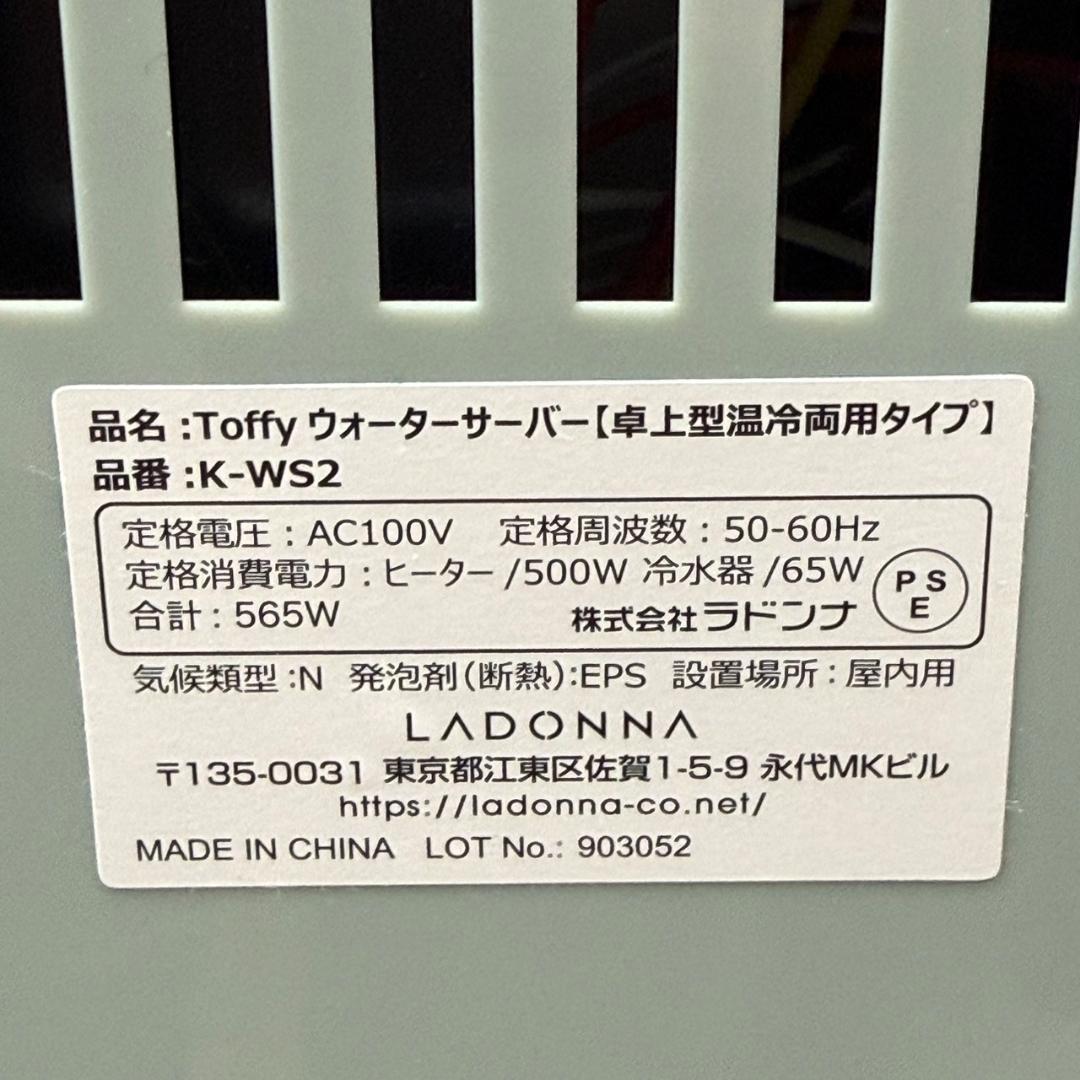 品名:Toffy ウォーターサーバー【卓上型温冷両用タイプ】
品番:K-WS2
定格電圧:AC100V 定格周波数:50-60Hz
定格消費電力:ヒーター/500W 冷水器/65W
合計:565W 株式会社ラドンナ
PSE
気候類型:N 発泡剤(断熱):EPS 設置場所:屋内用
LADONNA
〒135-0031 東京都江東区佐賀1-5-9 永代MKビル
https://ladonna-co.net/
MADE IN CHINA LOT No.: 903052